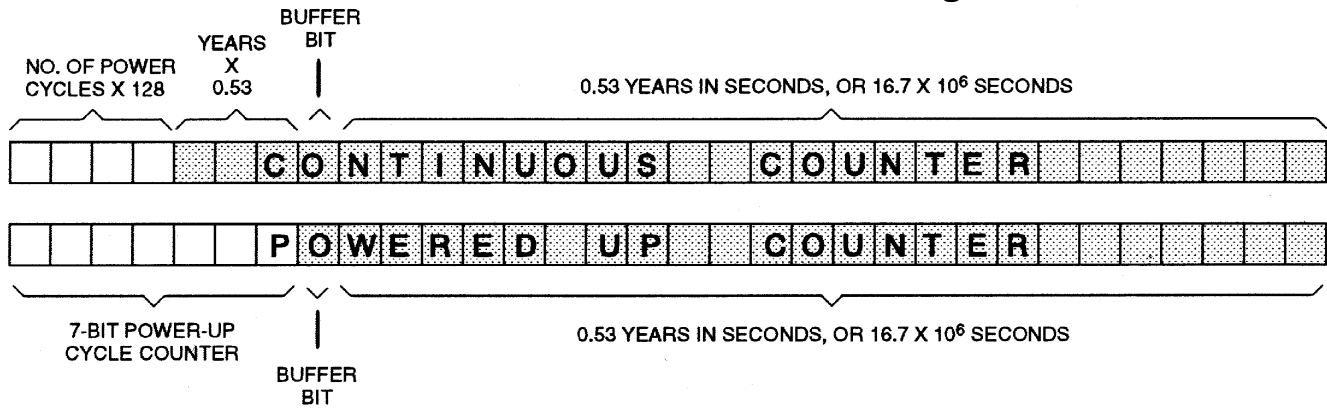 BUFFER
BIT
YEARS
X
0.53
NO. OF POWER
CYCLES X 128
0.53 YEARS IN SECONDS, OR 16.7 X 10⁶ SECONDS
CONTINUOUS COUNTER
POWERED UP COUNTER
7-BIT POWER-UP
CYCLE COUNTER
BUFFER
BIT
0.53 YEARS IN SECONDS, OR 16.7 X 10⁶ SECONDS